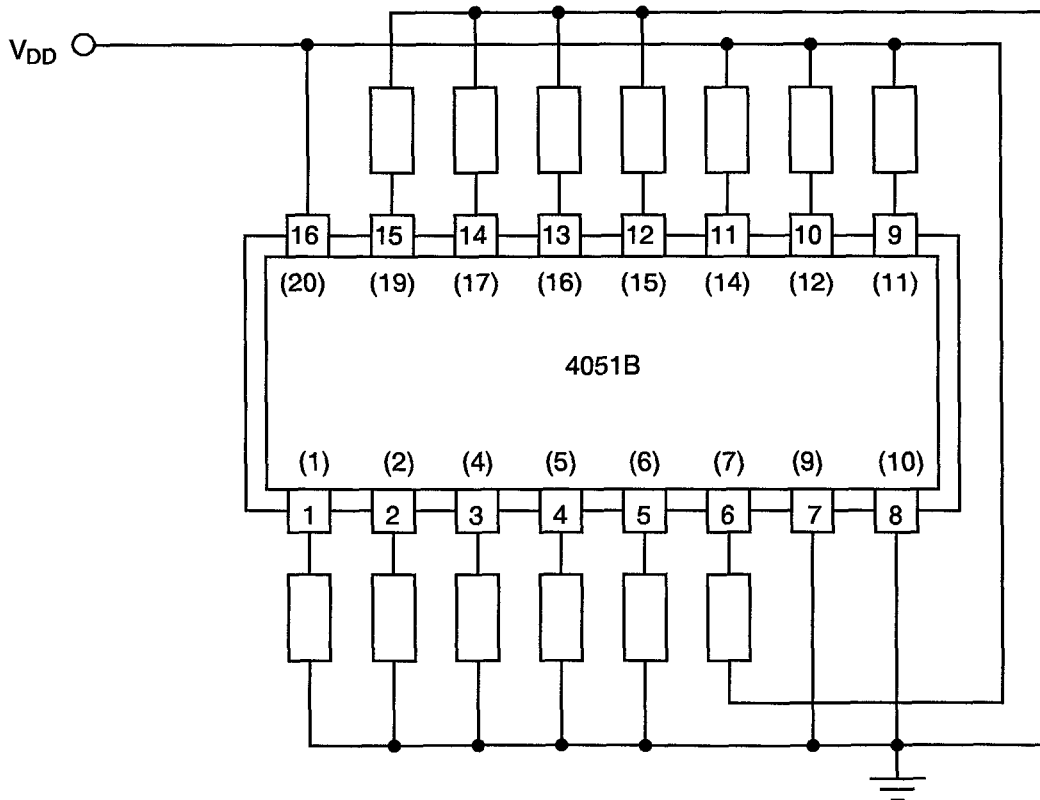 VDD
16 15 14 13 12 11 10 9
(20) (19) (17) (16) (15) (14) (12) (11)
4051B
(1) (2) (4) (5) (6) (7) (9) (10)
1 2 3 4 5 6 7 8